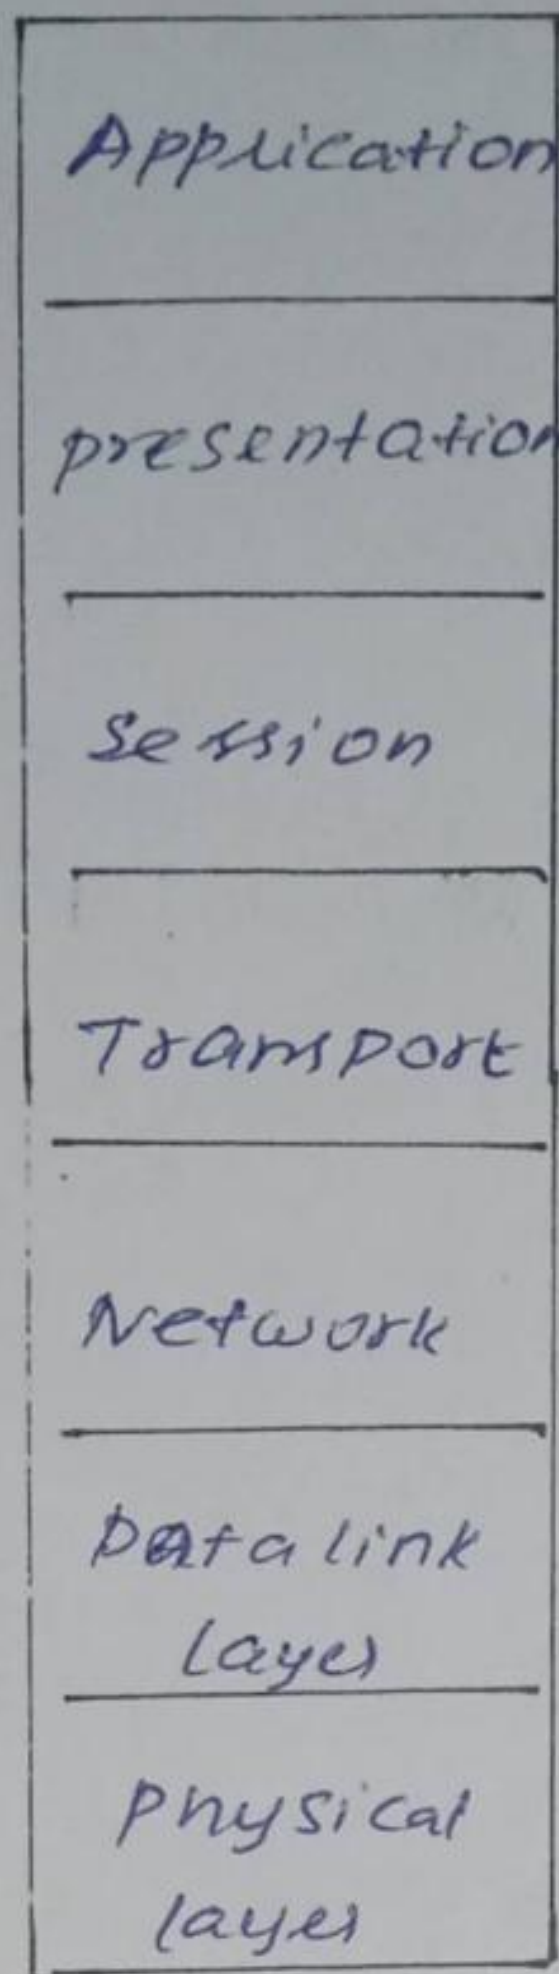 Application
presentation
Session
Transport
Network
Data link
layer
physical
layer